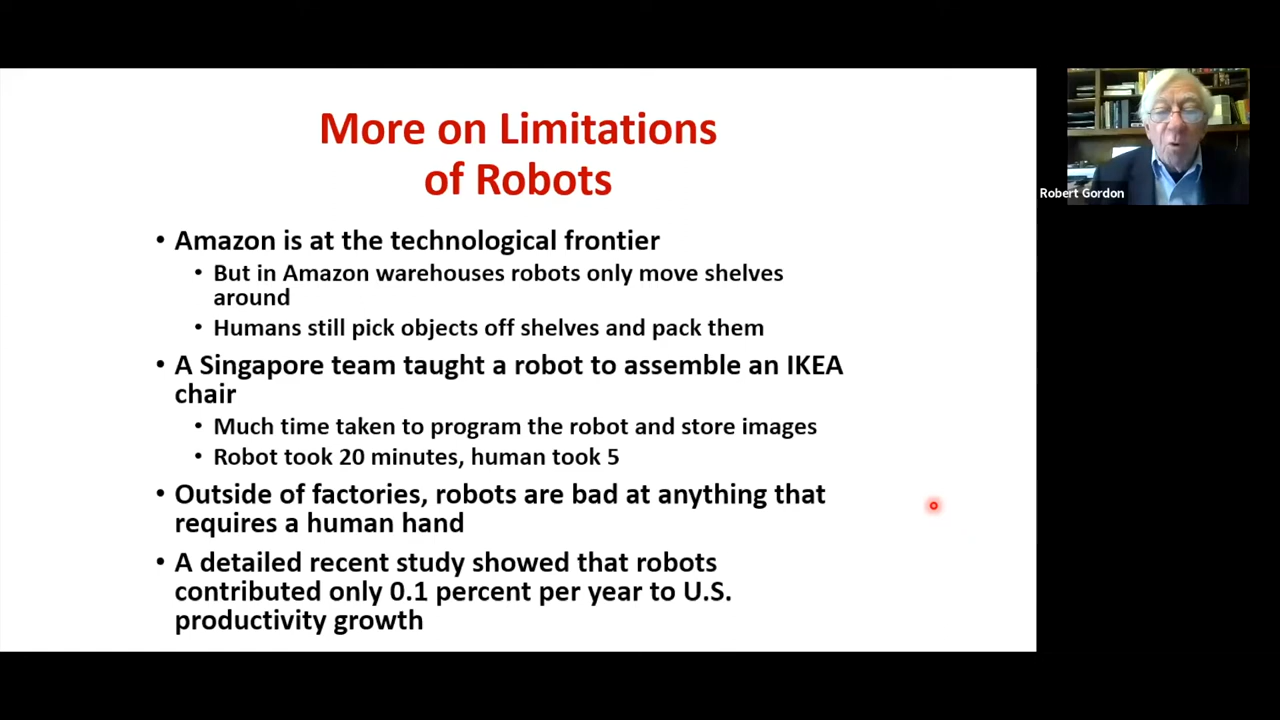 More on Limitations
of Robots
• Amazon is at the technological frontier
• But in Amazon warehouses robots only move shelves
around
• Humans still pick objects off shelves and pack them
• A Singapore team taught a robot to assemble an IKEA
chair
• Much time taken to program the robot and store images
• Robot took 20 minutes, human took 5
• Outside of factories, robots are bad at anything that
requires a human hand
• A detailed recent study showed that robots
contributed only 0.1 percent per year to U.S.
productivity growth
Robert Gordon